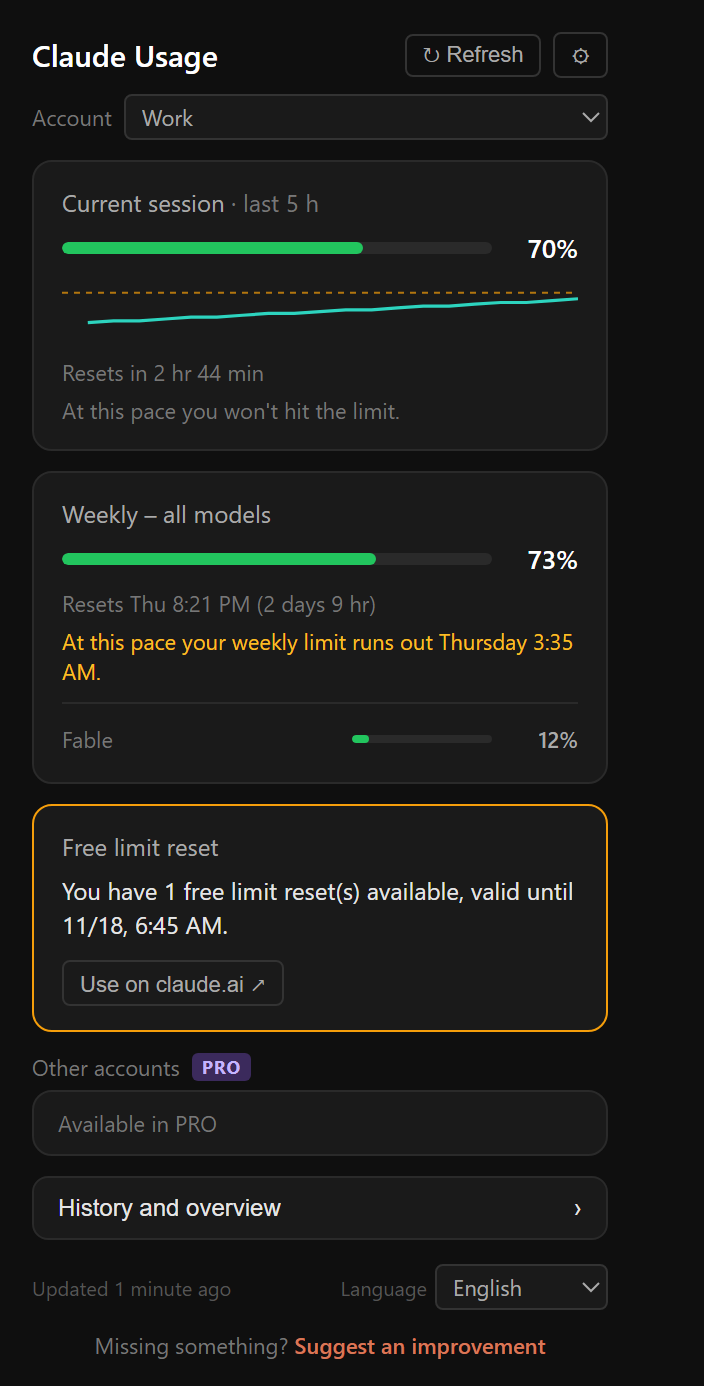 Claude Usage
↻ Refresh
⚙
Account
Work
Current session · last 5 h
70%
Resets in 2 hr 44 min
At this pace you won't hit the limit.
Weekly – all models
73%
Resets Thu 8:21 PM (2 days 9 hr)
At this pace your weekly limit runs out Thursday 3:35
AM.
Fable
12%
Free limit reset
You have 1 free limit reset(s) available, valid until
11/18, 6:45 AM.
Use on claude.ai ↗
Other accounts PRO
Available in PRO
History and overview ›
Updated 1 minute ago
Language
English
Missing something? Suggest an improvement